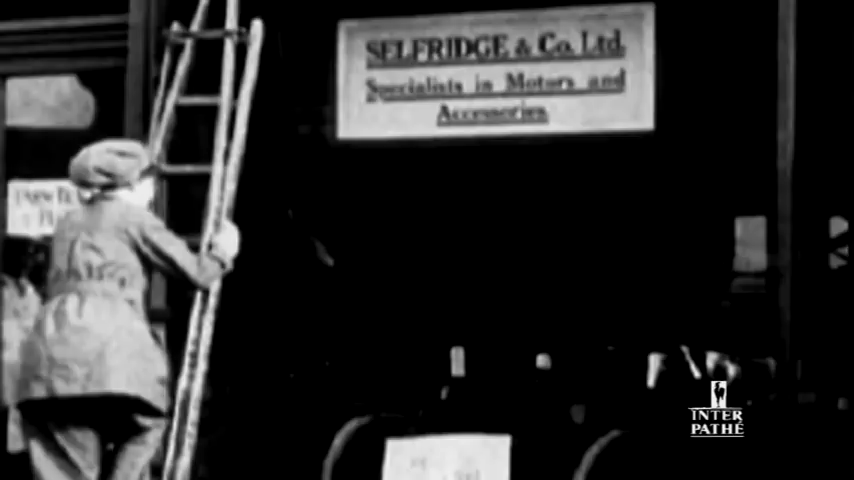 SELFRIDGE & Co. Ltd.
Specialists in Motors and
Accessories
INTER
PATHÉ